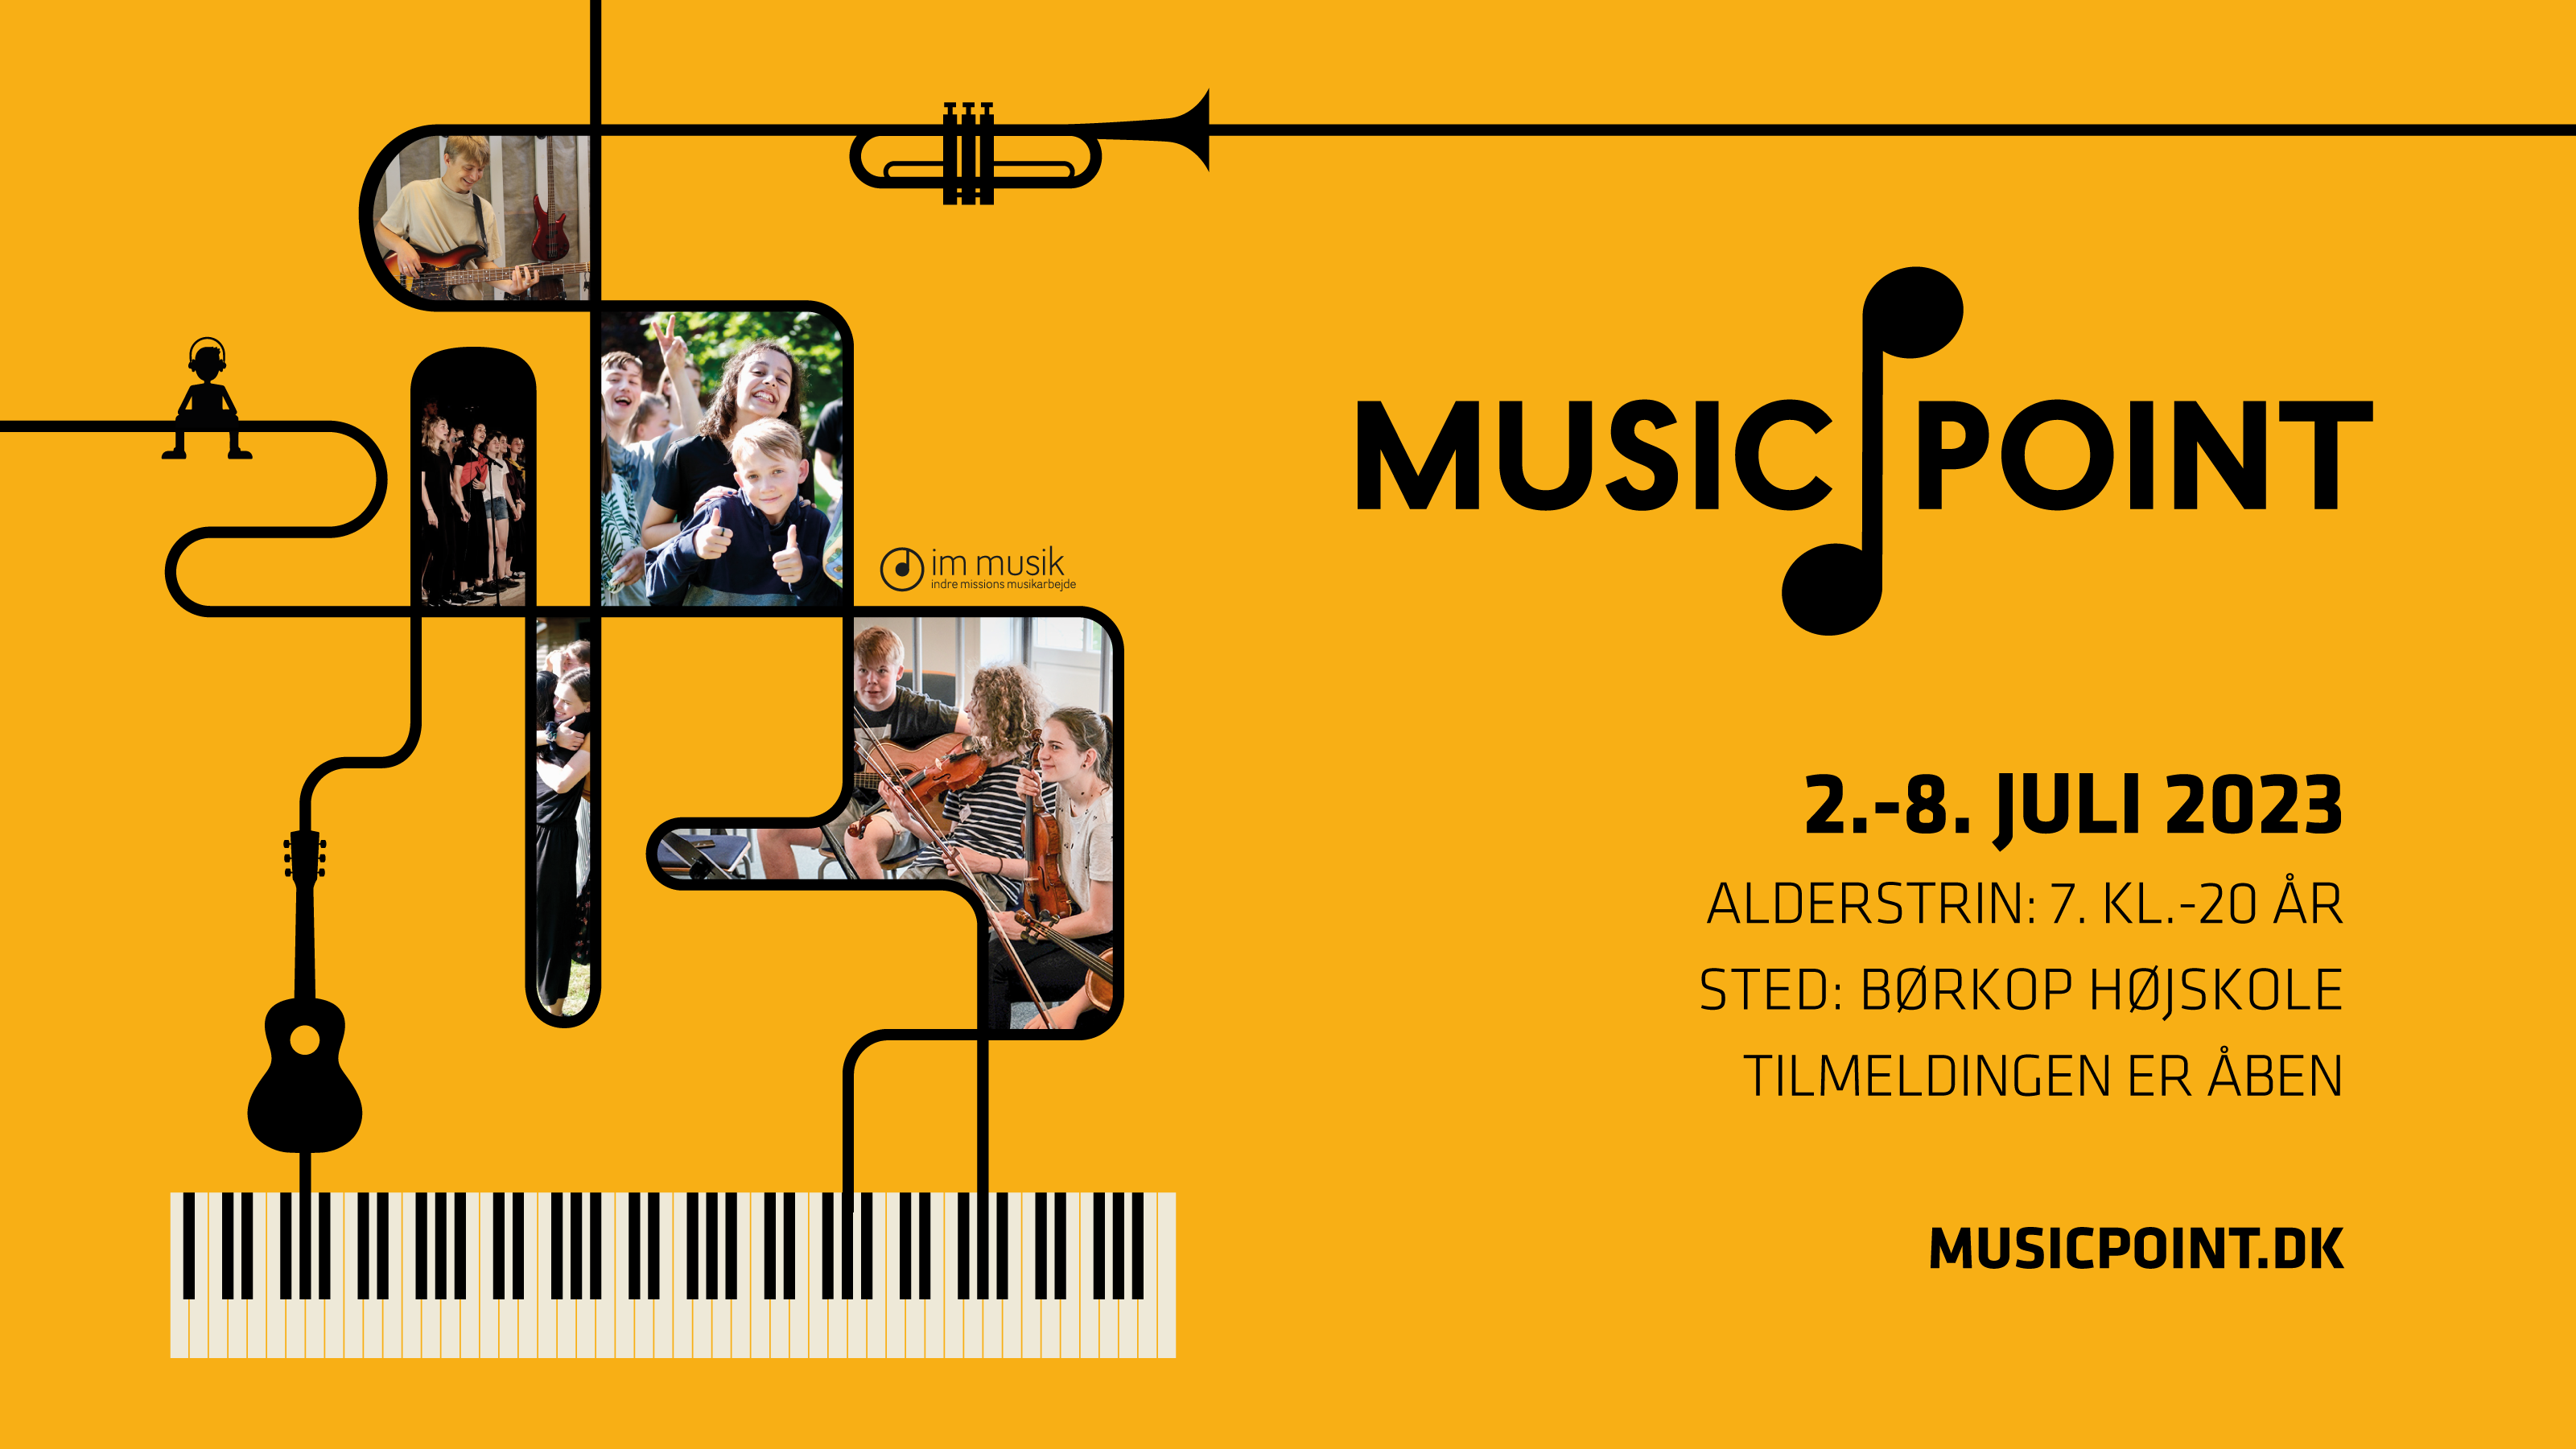 MUSIC POINT
im musik
indre missions musikarbejde
2.-8. JULI 2023
ALDERSTRIN: 7. KL.-20 ÅR
STED: BØRKOP HØJSKOLE
TILMELDINGEN ER ÅBEN
MUSICPOINT.DK